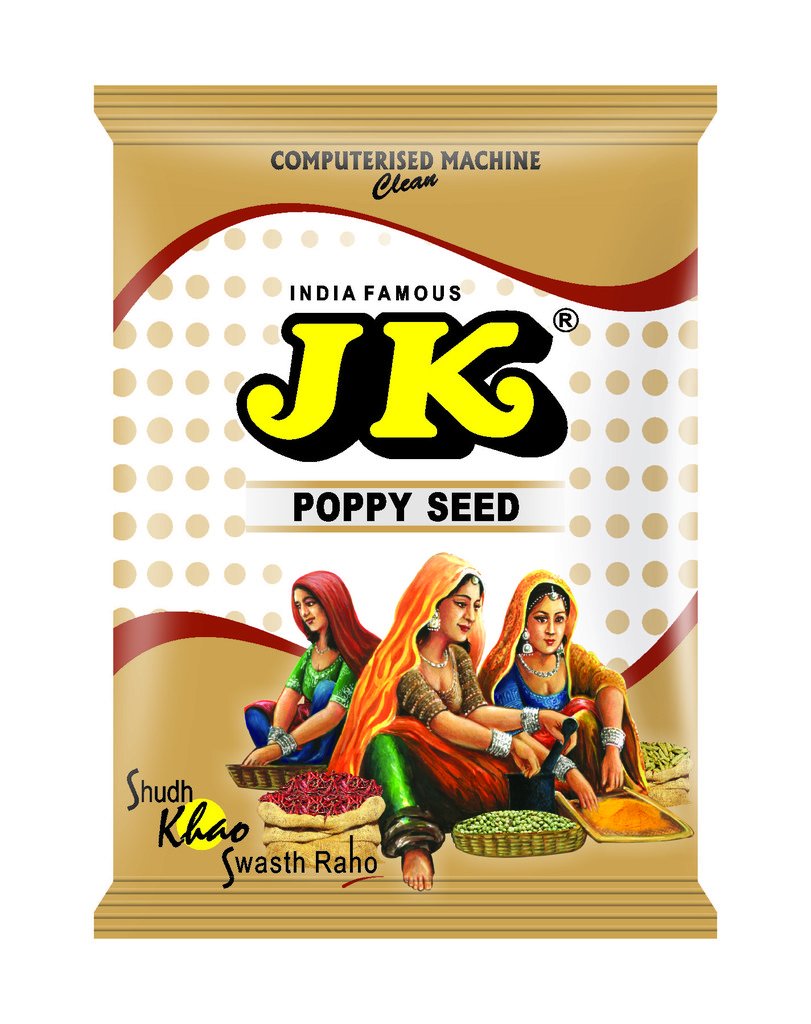 COMPUTERISED MACHINE
Clean
INDIA FAMOUS
JK®
POPPY SEED
Shudh
Khao
Swasth Raho